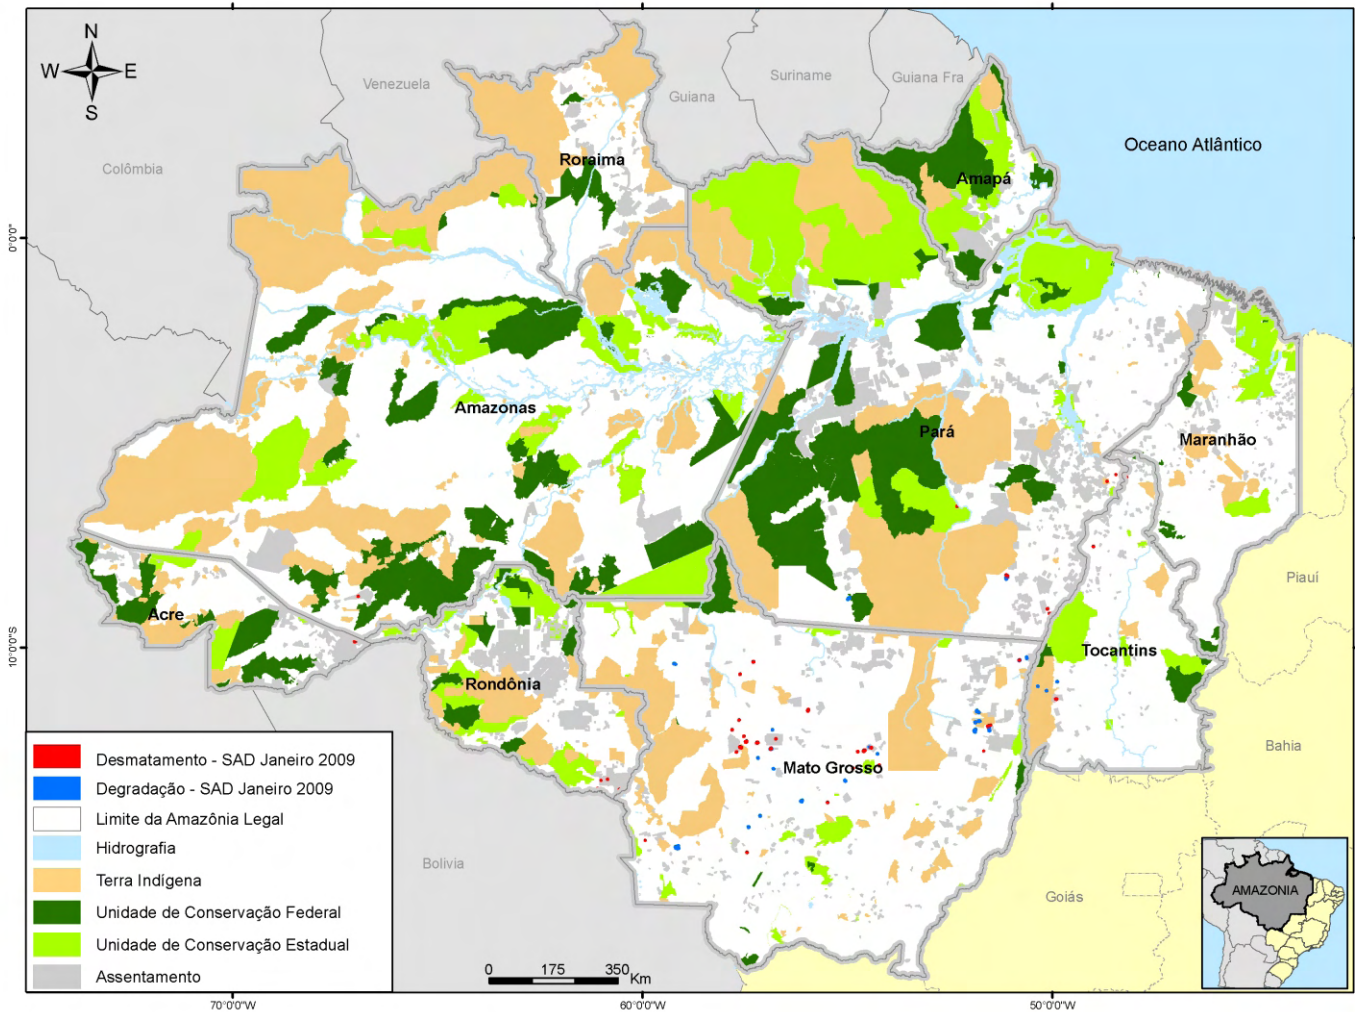 N
W E
S
Venezuela
Suriname
Guiana Fra
Guiana
Colômbia
Oceano Atlântico
Roraima
Amapá
0°0'0"
Amazonas
Pará
Maranhão
Piauí
Acre
Tocantins
10°0'0"S
Rondônia
Mato Grosso
Bahia
Bolivia
Goiás
Desmatamento - SAD Janeiro 2009
Degradação - SAD Janeiro 2009
Limite da Amazônia Legal
Hidrografia
Terra Indígena
Unidade de Conservação Federal
Unidade de Conservação Estadual
Assentamento
0 175 350 Km
AMAZONIA
70°0'0"W 60°0'0"W 50°0'0"W